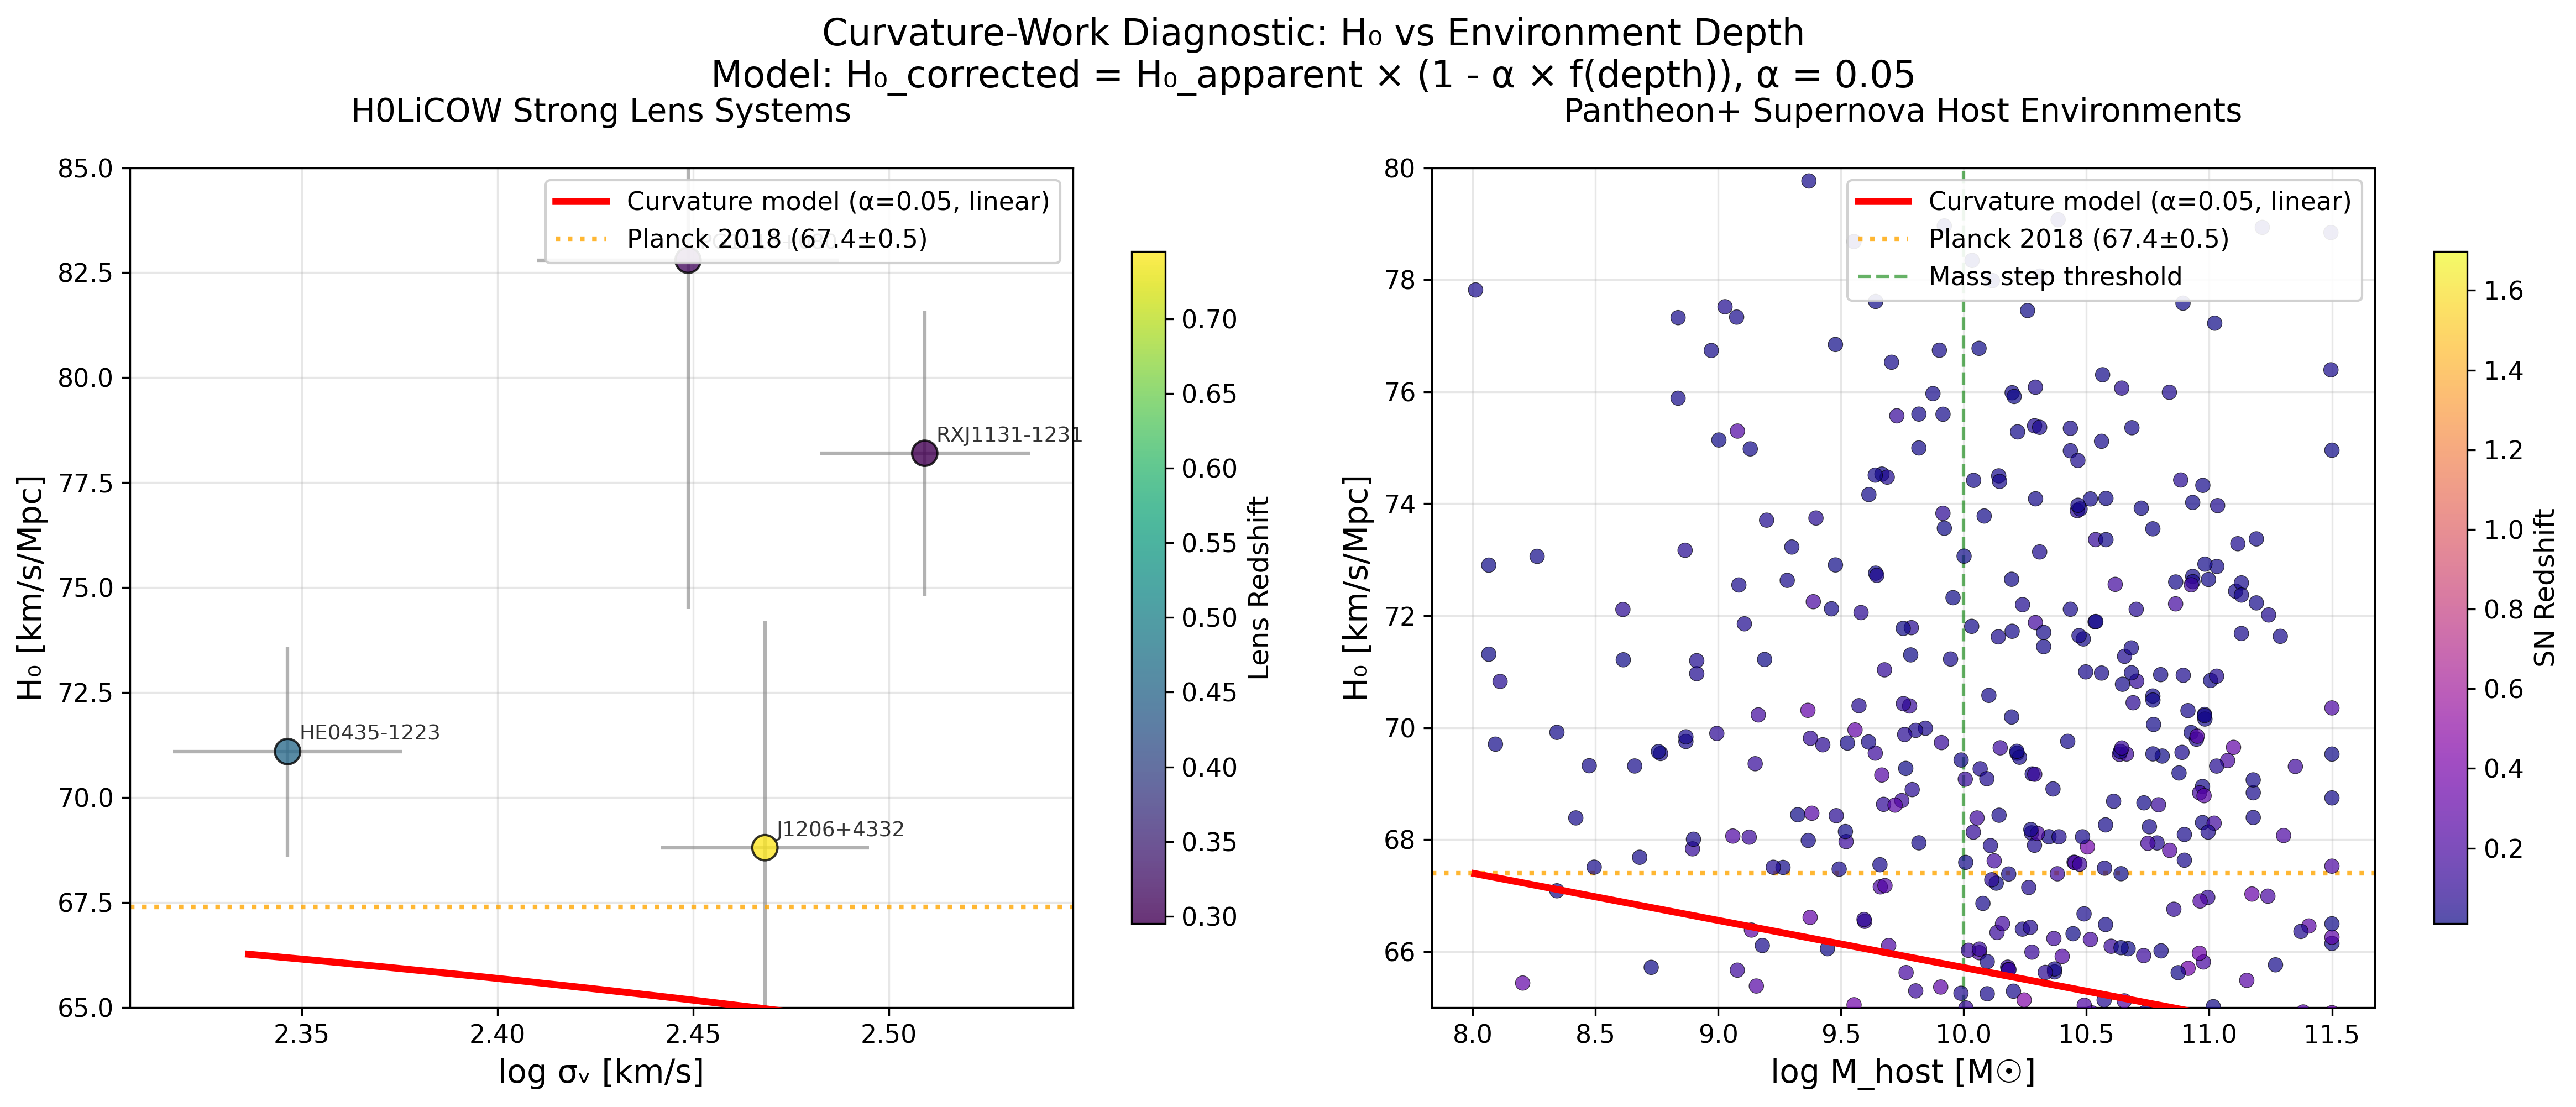 Curvature-Work Diagnostic: H₀ vs Environment Depth
Model: H₀_corrected = H₀_apparent × (1 - α × f(depth)), α = 0.05
H0LiCOW Strong Lens Systems
85.0
82.5
80.0
77.5
75.0
72.5
70.0
67.5
65.0
H₀ [km/s/Mpc]
Curvature model (α=0.05, linear)
Planck 2018 (67.4±0.5)
RXJ1131-1231
HE0435-1223
J1206+4332
2.35
2.40
2.45
2.50
log σᵥ [km/s]
0.70
0.65
0.60
0.55
0.50
0.45
0.40
0.35
0.30
Lens Redshift
Pantheon+ Supernova Host Environments
80
78
76
74
72
70
68
66
H₀ [km/s/Mpc]
Curvature model (α=0.05, linear)
Planck 2018 (67.4±0.5)
Mass step threshold
8.0
8.5
9.0
9.5
10.0
10.5
11.0
11.5
log M_host [M☉]
1.6
1.4
1.2
1.0
0.8
0.6
0.4
0.2
SN Redshift